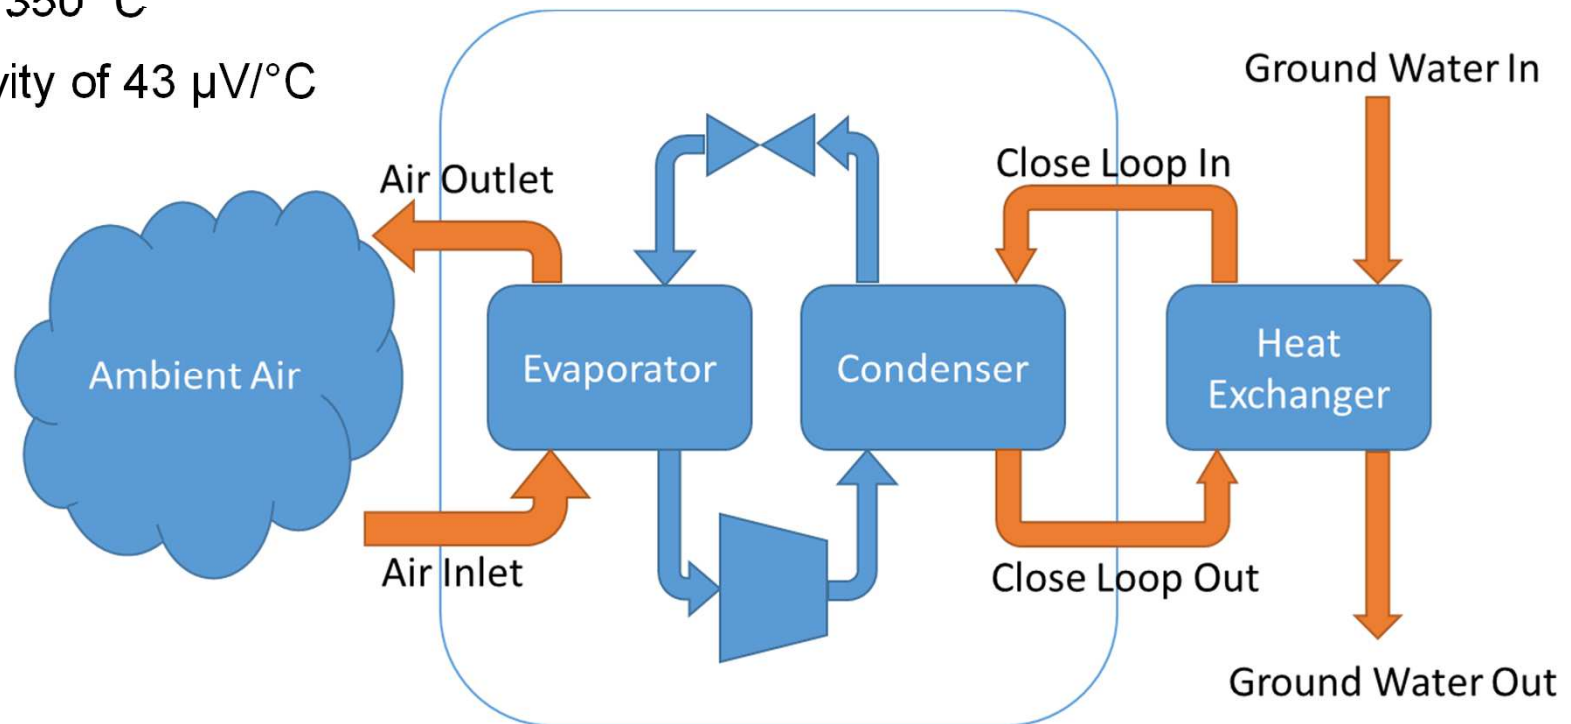 350 °C
vity of 43 µV/°C
Ground Water In
Close Loop In
Air Outlet
Ambient Air
Evaporator
Condenser
Heat
Exchanger
Air Inlet
Close Loop Out
Ground Water Out